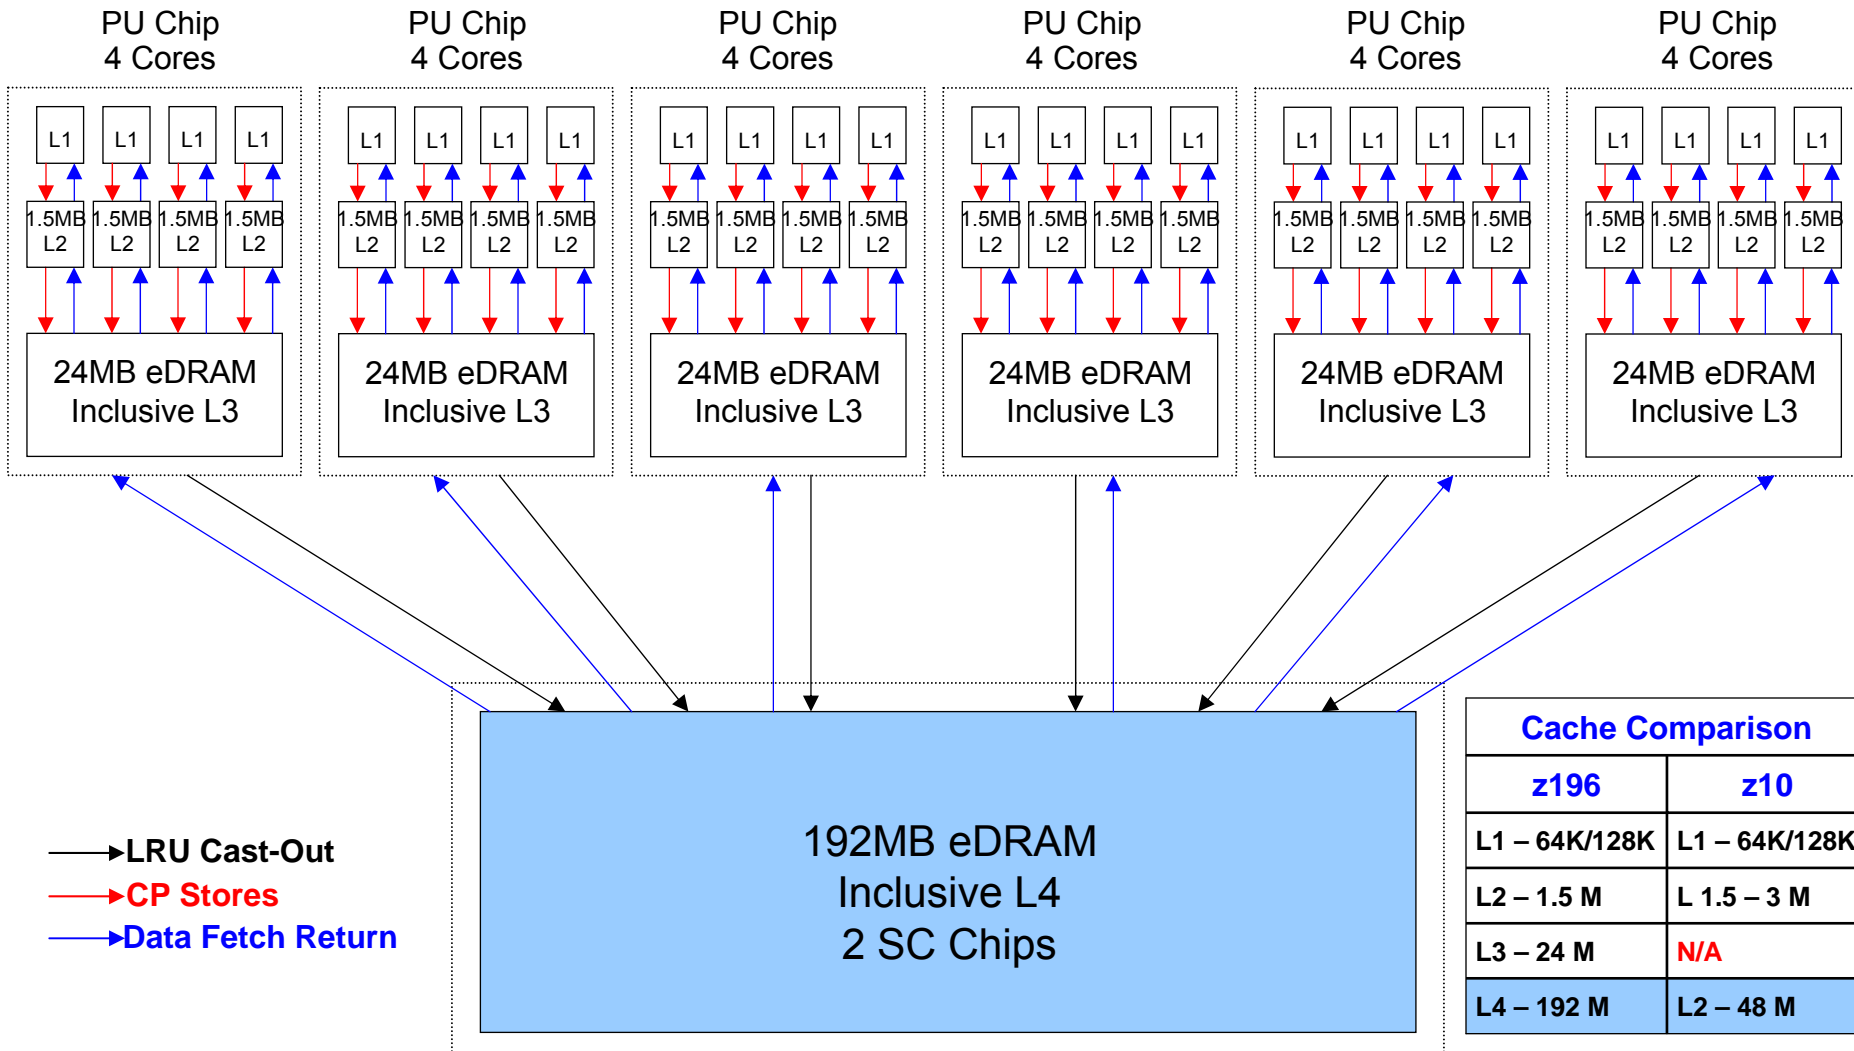 PU Chip
4 Cores
PU Chip
4 Cores
PU Chip
4 Cores
PU Chip
4 Cores
PU Chip
4 Cores
PU Chip
4 Cores
L1 L1 L1 L1
L1 L1 L1 L1
L1 L1 L1 L1
L1 L1 L1 L1
L1 L1 L1 L1
L1 L1 L1 L1
1.5MB 1.5MB 1.5MB 1.5MB
L2 L2 L2 L2
1.5MB 1.5MB 1.5MB 1.5MB
L2 L2 L2 L2
1.5MB 1.5MB 1.5MB 1.5MB
L2 L2 L2 L2
1.5MB 1.5MB 1.5MB 1.5MB
L2 L2 L2 L2
1.5MB 1.5MB 1.5MB 1.5MB
L2 L2 L2 L2
1.5MB 1.5MB 1.5MB 1.5MB
L2 L2 L2 L2
24MB eDRAM
Inclusive L3
24MB eDRAM
Inclusive L3
24MB eDRAM
Inclusive L3
24MB eDRAM
Inclusive L3
24MB eDRAM
Inclusive L3
24MB eDRAM
Inclusive L3
192MB eDRAM
Inclusive L4
2 SC Chips
LRU Cast-Out
CP Stores
Data Fetch Return
Cache Comparison
z196 z10
L1 – 64K/128K L1 – 64K/128K
L2 – 1.5 M L 1.5 – 3 M
L3 – 24 M N/A
L4 – 192 M L2 – 48 M